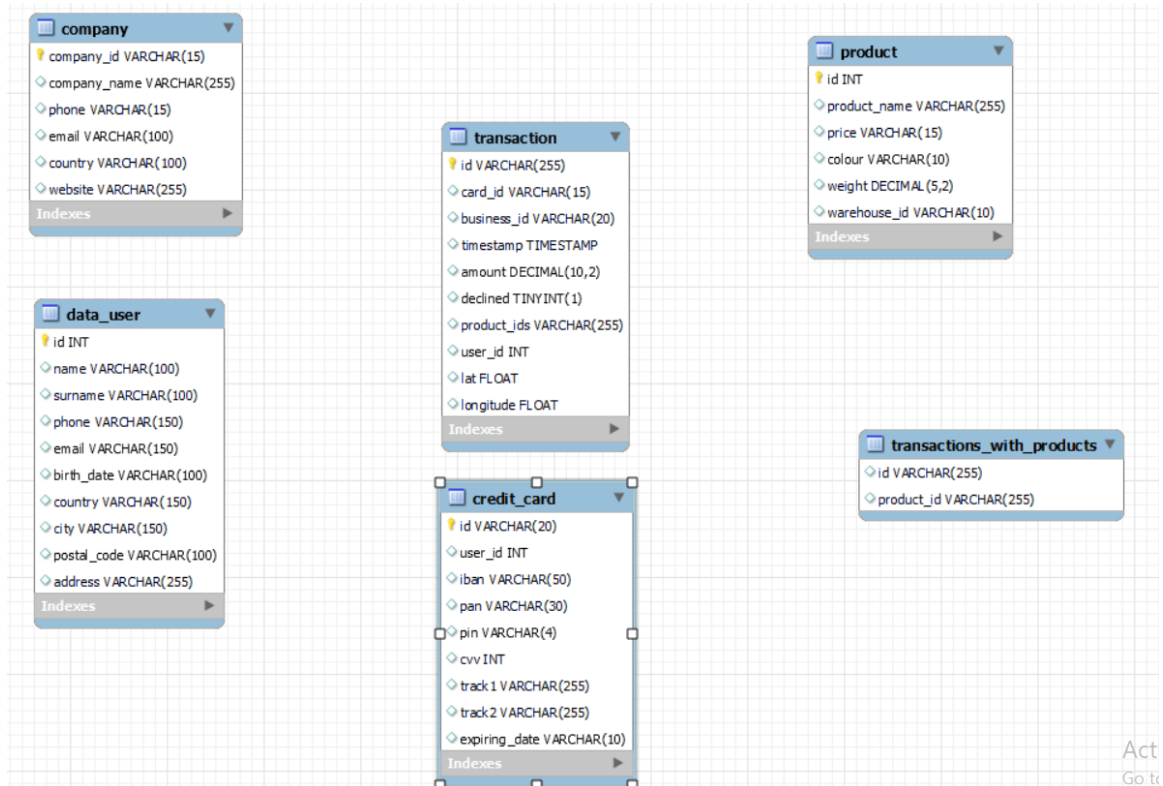 company
company_id VARCHAR(15)
company_name VARCHAR(255)
phone VARCHAR(15)
email VARCHAR(100)
country VARCHAR(100)
website VARCHAR(255)
Indexes
data_user
id INT
name VARCHAR(100)
surname VARCHAR(100)
phone VARCHAR(150)
email VARCHAR(150)
birth_date VARCHAR(100)
country VARCHAR(150)
city VARCHAR(150)
postal_code VARCHAR(100)
address VARCHAR(255)
Indexes
transaction
id VARCHAR(255)
card_id VARCHAR(15)
business_id VARCHAR(20)
timestamp TIMESTAMP
amount DECIMAL(10,2)
declined TINYINT(1)
product_ids VARCHAR(255)
user_id INT
lat FLOAT
longitude FLOAT
Indexes
credit_card
id VARCHAR(20)
user_id INT
iban VARCHAR(50)
pan VARCHAR(30)
pin VARCHAR(4)
cvv INT
track1 VARCHAR(255)
track2 VARCHAR(255)
expiring_date VARCHAR(10)
Indexes
product
id INT
product_name VARCHAR(255)
price VARCHAR(15)
colour VARCHAR(10)
weight DECIMAL(5,2)
warehouse_id VARCHAR(10)
Indexes
transactions_with_products
id VARCHAR(255)
product_id VARCHAR(255)
Act
Go to